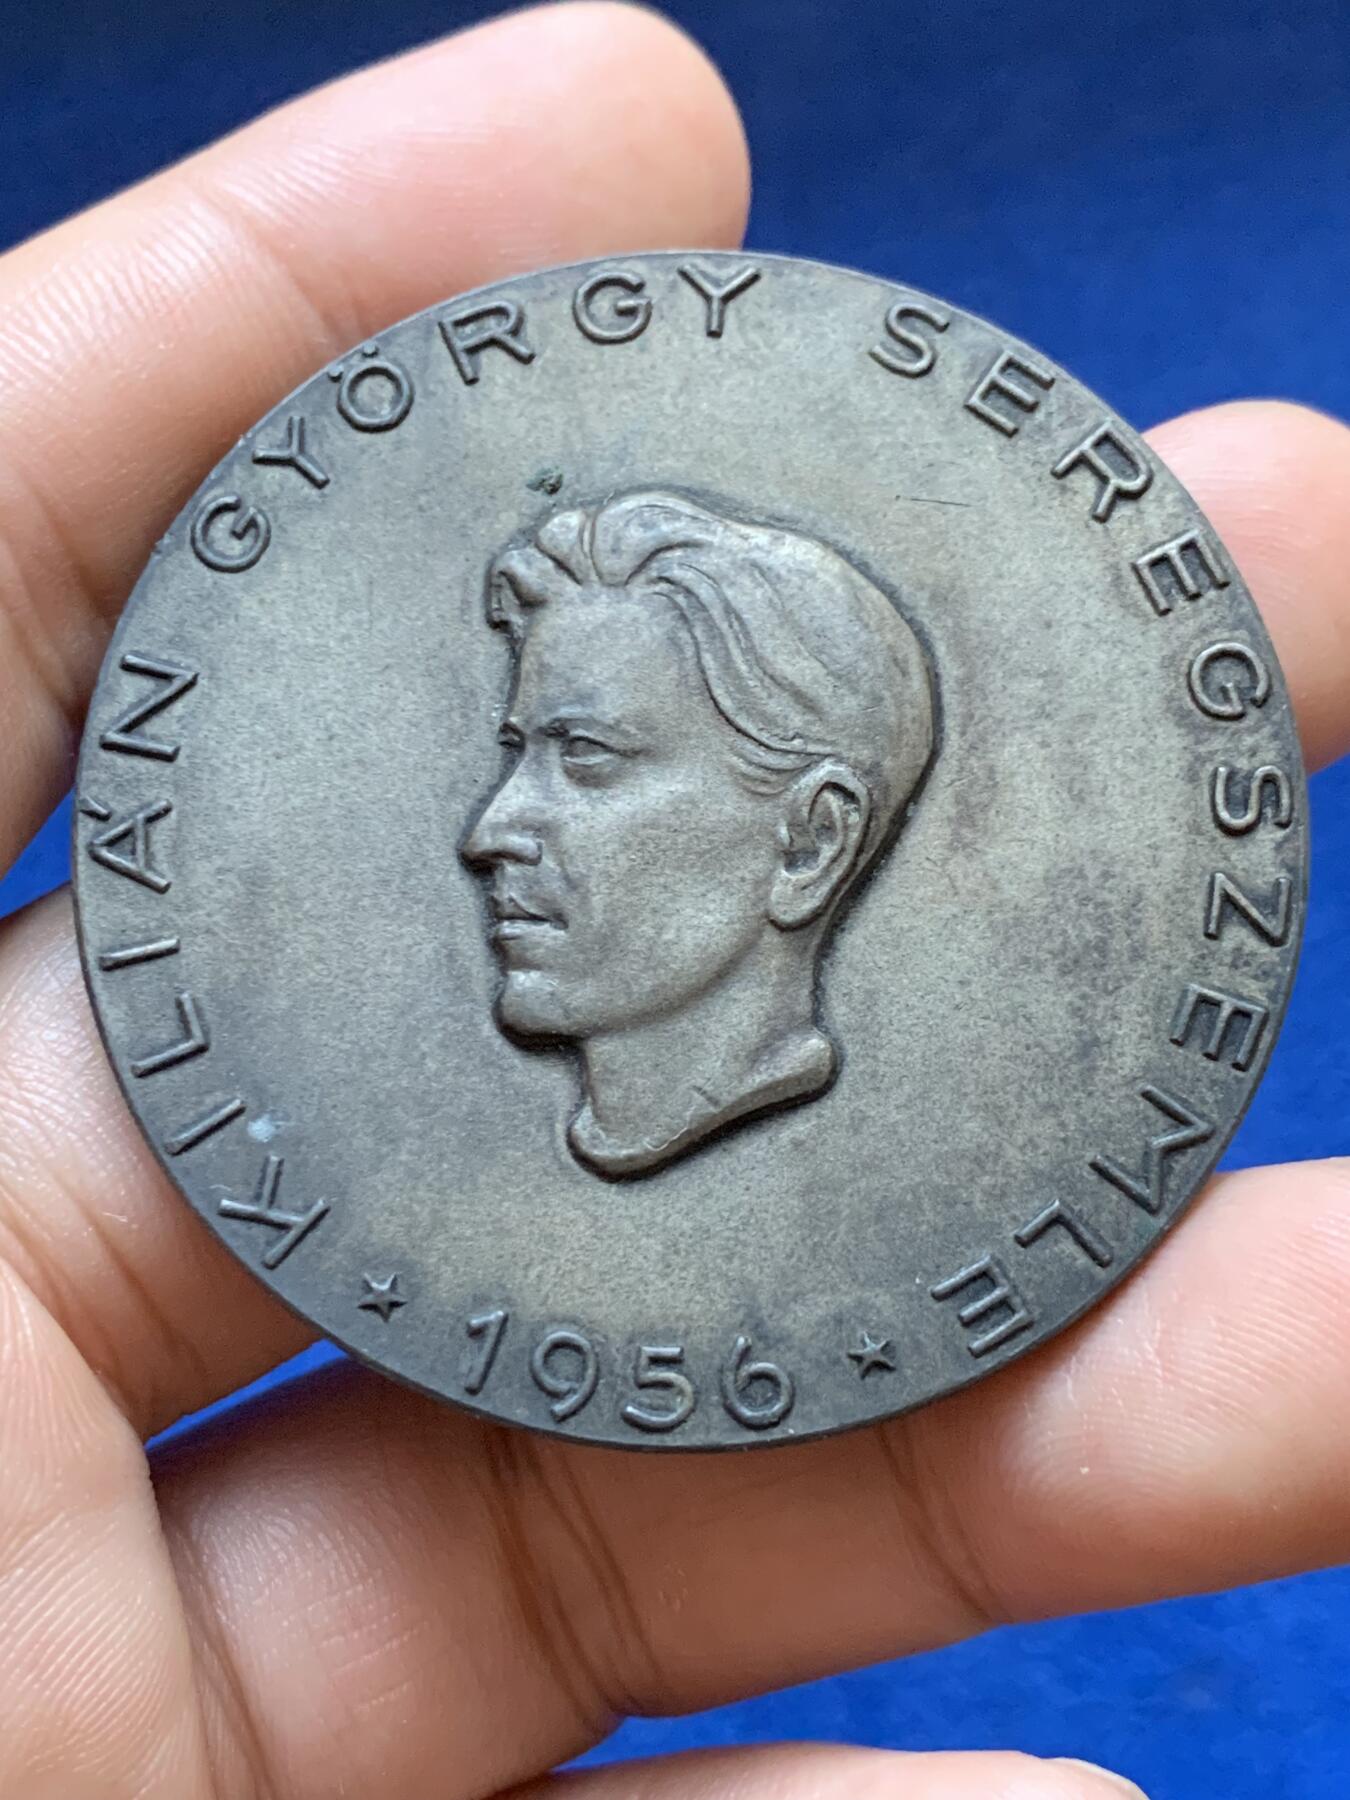 KILIÁN GYÖRGY SEREGSZEMLE
★ 1956 ★